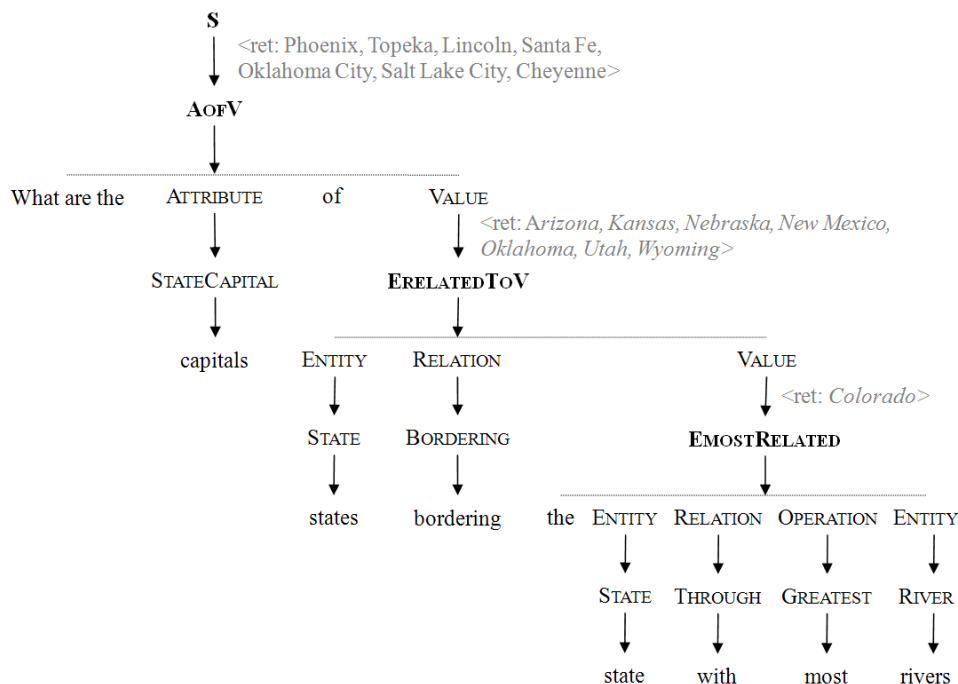 S
<ret: Phoenix, Topeka, Lincoln, Santa Fe,
Oklahoma City, Salt Lake City, Cheyenne>
AOFV
What are the ATTRIBUTE of VALUE
<ret: Arizona, Kansas, Nebraska, New Mexico,
Oklahoma, Utah, Wyoming>
STATECAPITAL ERELATEDTOV
capitals ENTITY RELATION VALUE
<ret: Colorado>
STATE BORDERING EMOSTRELATED
states bordering the ENTITY RELATION OPERATION ENTITY
STATE THROUGH GREATEST RIVER
state with most rivers